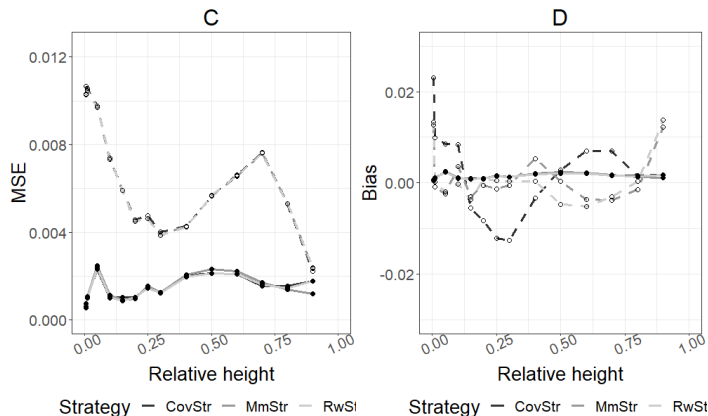 C
D
MSE
0.012
0.008
0.004
0.000
0.00
0.25
0.50
0.75
1.00
Relative height
Strategy CovStr MmStr RwSt
Bias
0.02
0.00
-0.02
0.00
0.25
0.50
0.75
1.00
Relative height
Strategy CovStr MmStr RwSt